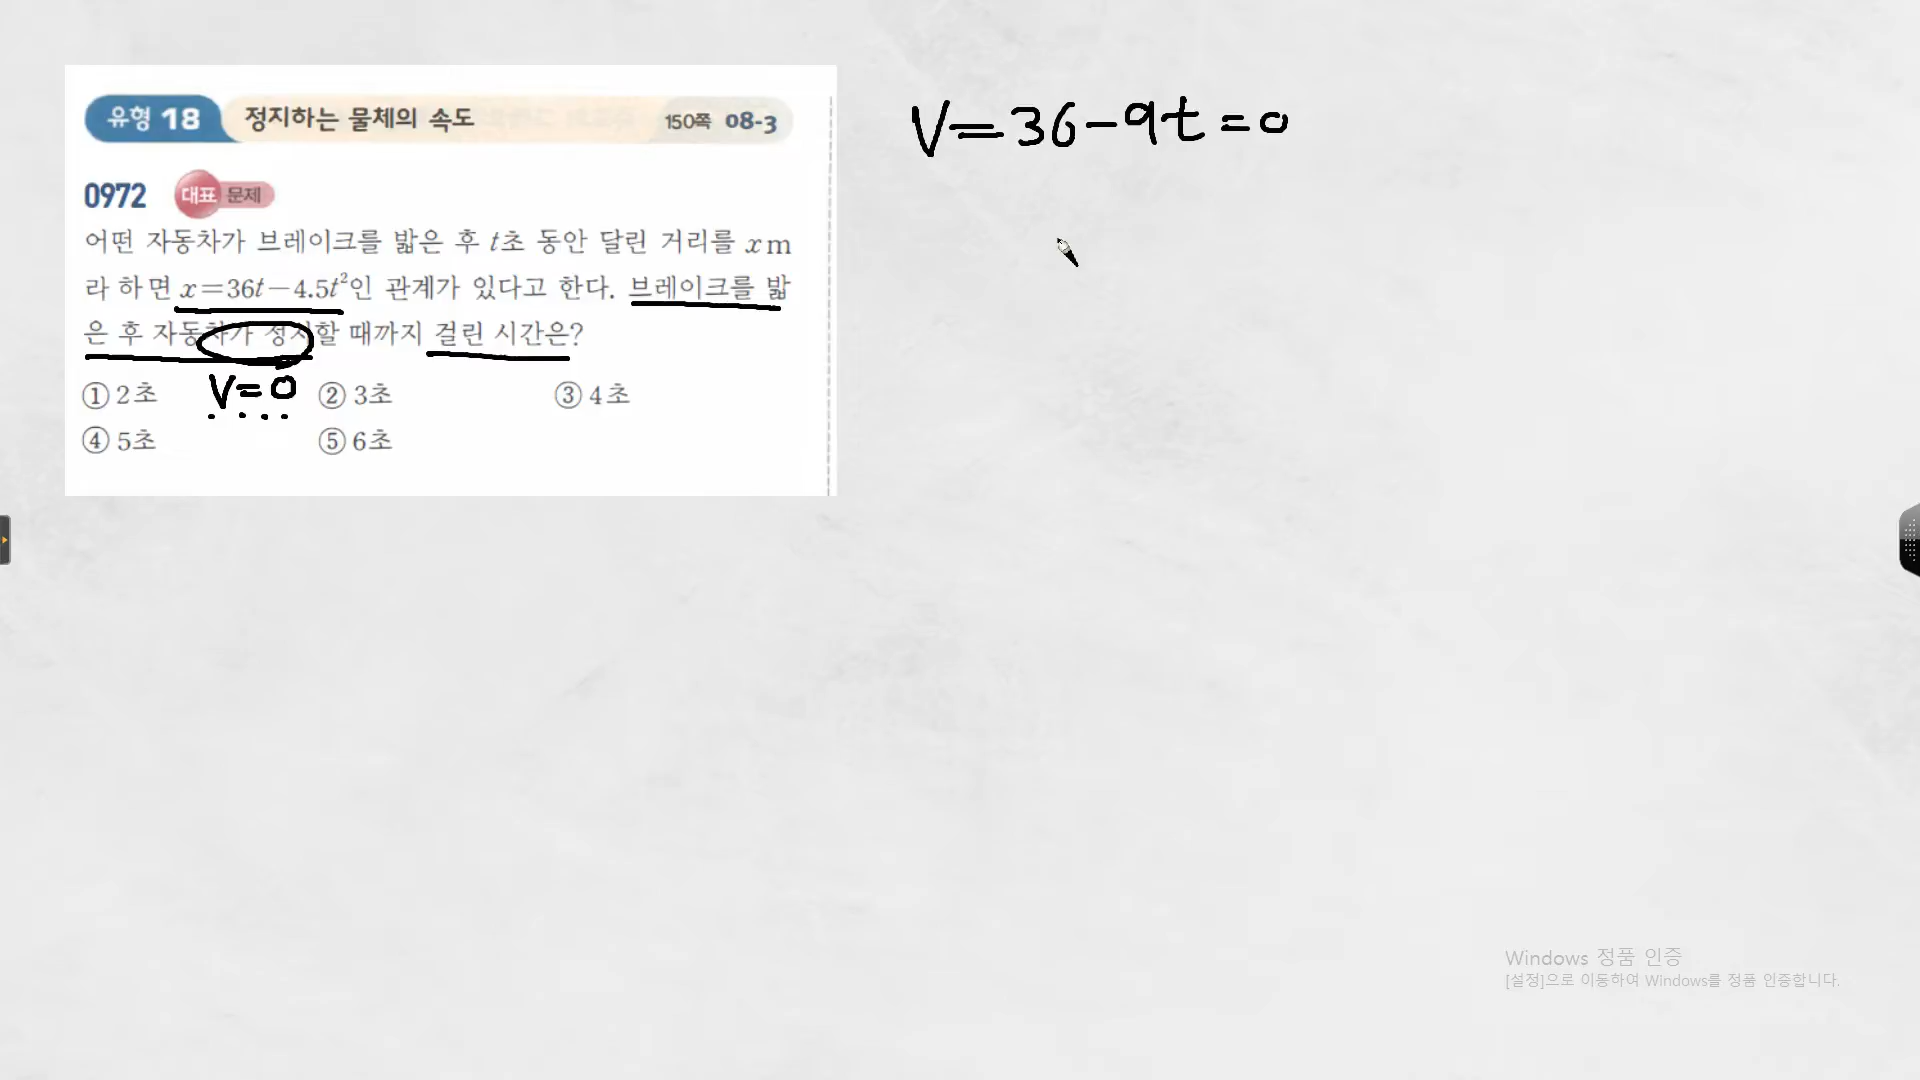 유형 18 정지하는 물체의 속도 150쪽 08-3
0972 대표 문제
어떤 자동차가 브레이크를 밟은 후 t초 동안 달린 거리를 x m
라 하면 x=36t-4.5t²인 관계가 있다고 한다. 브레이크를 밟
은 후 자동차가 정지할 때까지 걸린 시간은?
V=0
① 2초 ② 3초 ③ 4초
④ 5초 ⑤ 6초
V=36-9t=0
Windows 정품 인증
[설정]으로 이동하여 Windows를 정품 인증합니다.